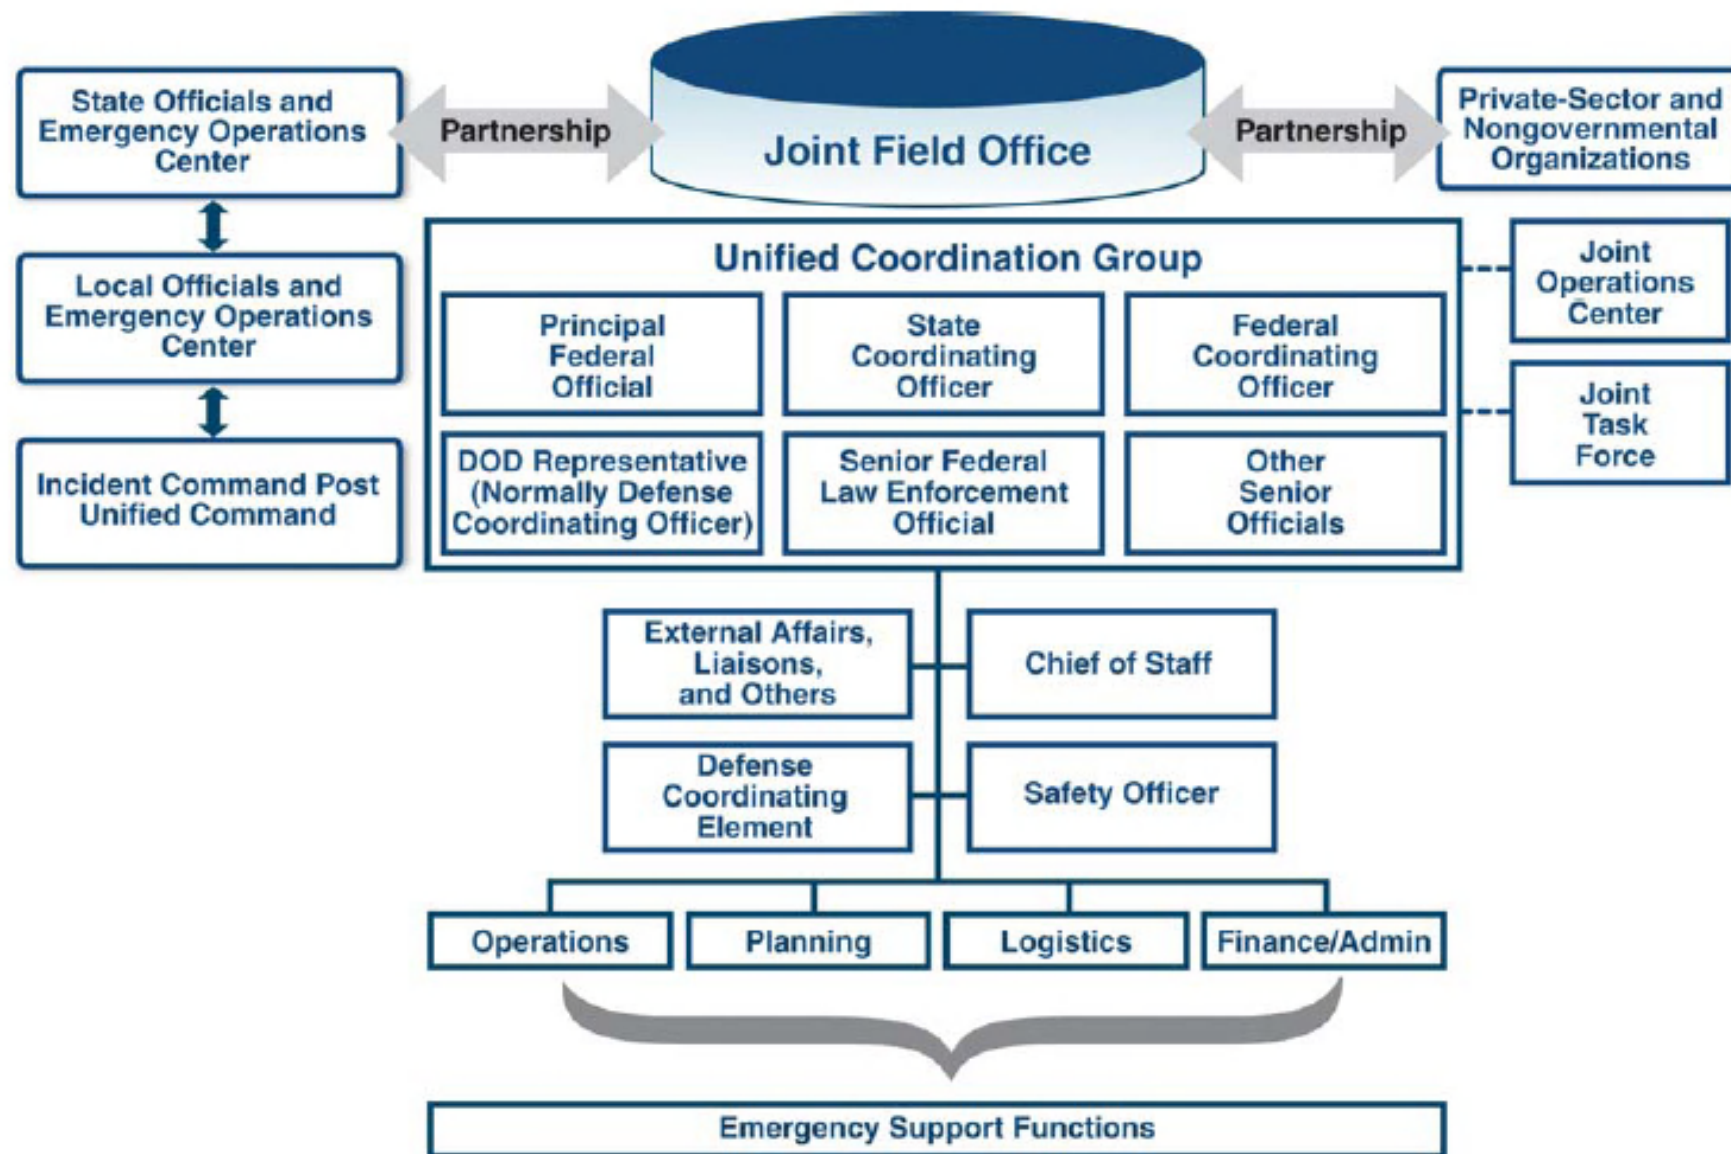 State Officials and
Emergency Operations
Center
Partnership
Joint Field Office
Partnership
Private-Sector and
Nongovernmental
Organizations
Local Officials and
Emergency Operations
Center
Incident Command Post
Unified Command
Unified Coordination Group
Principal
Federal
Official
State
Coordinating
Officer
Federal
Coordinating
Officer
DOD Representative
(Normally Defense
Coordinating Officer)
Senior Federal
Law Enforcement
Official
Other
Senior
Officials
Joint
Operations
Center
Joint
Task
Force
External Affairs,
Liaisons,
and Others
Chief of Staff
Defense
Coordinating
Element
Safety Officer
Operations
Planning
Logistics
Finance/Admin
Emergency Support Functions